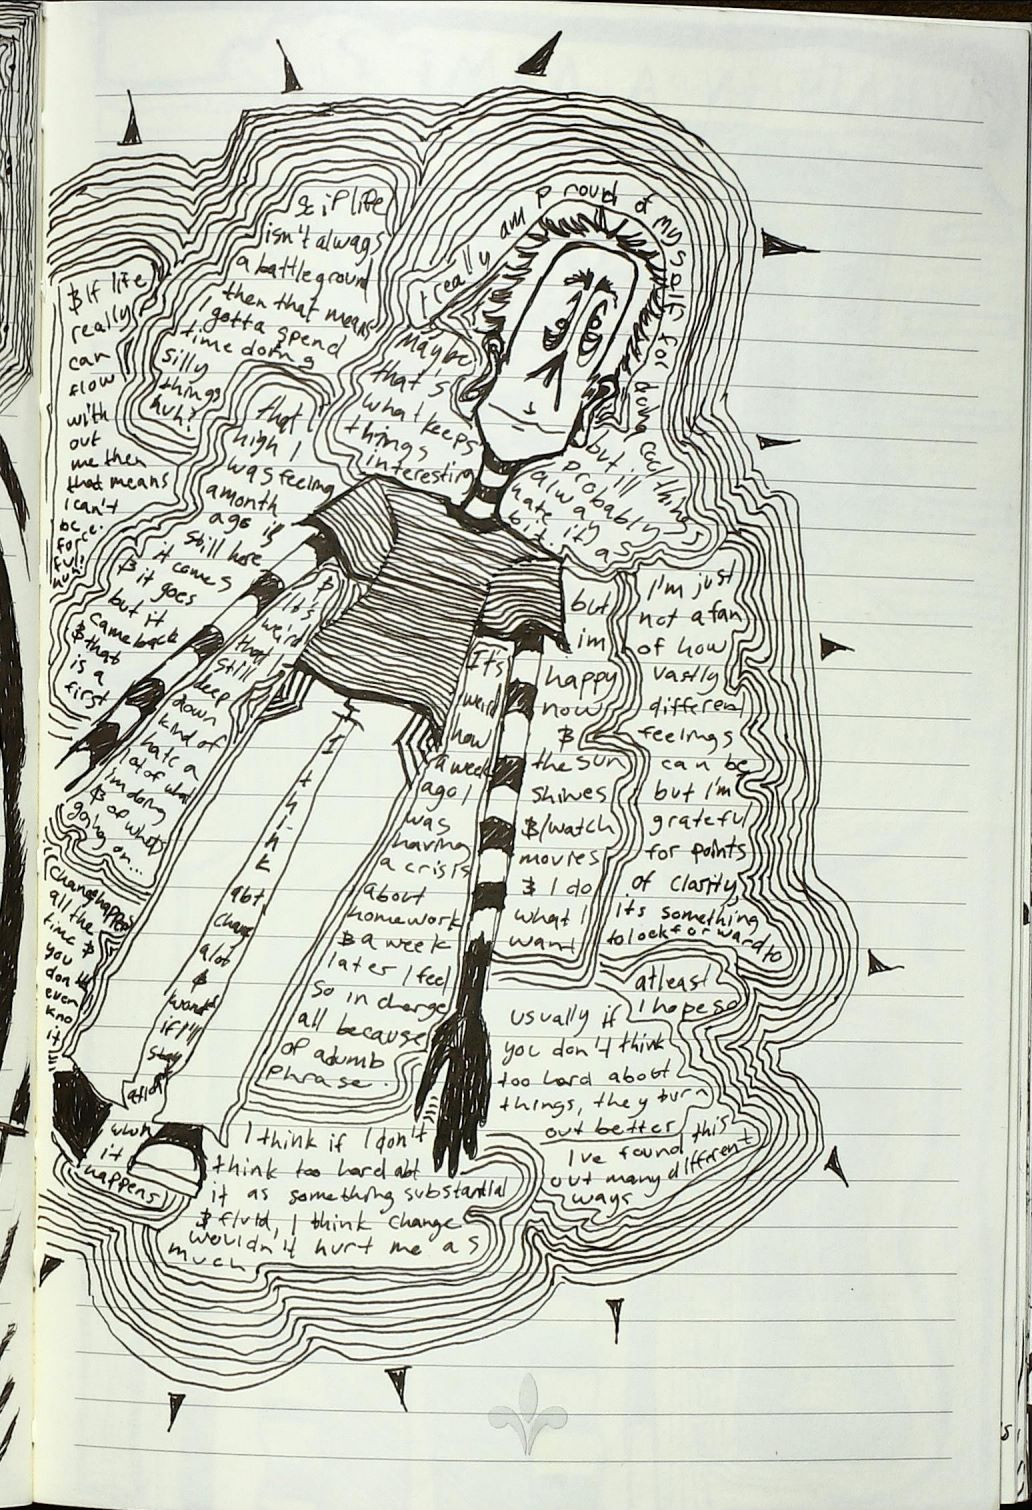 $ If life
really
can
flow
with
out
me then
that means
I can't
be
force
ful
huh?
& if life
isn't always
a battleground
then that means
I gotta spend
time doing
silly
things
huh?
I really am proud of myself for doing cool things
but ill
probably
always
hate it
bit. as
Maybe
that's
what keeps
things
interesting
that
high I
was feeling
a month
ago is
still here
it comes
$ it goes
but it
came back
$ that
is a
first
$
It's
weird
that
still
deep
down
kind of
hate a
lot of what
im doing
$ of whats
going on...
Change happens
all the
time $
you
don't
even
kno
it
I
think
abt
change
alot
$
wonder
if I'll
stay
afloat
when
it
happens
It's
weird
how
a week
ago I
was
having
a crisis
about
homework
$ a week
later I feel
so in charge
all because
of a dumb
phrase.
but
im
happy
now
$
the sun
shines
$ I watch
movies
$ I do
what I
want
I'm just
not a fan
of how
vastly
different
feelings
can be
but I'm
grateful
for points
of clarity
its something
to look forward to
atleast
I hope so
usually if
you don't think
too hard about
things, they turn
out better
Ive found this
out many different
ways
I think if I don't
think too hard abt
it as something substantial
$ fluid, I think change
wouldn't hurt me as
much